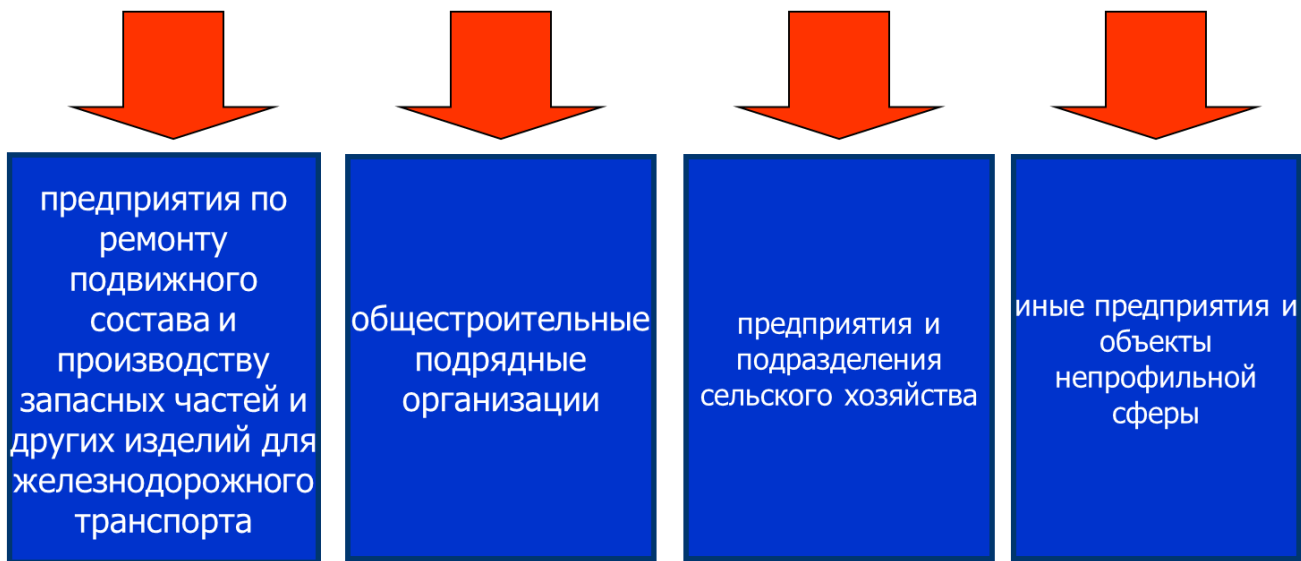 предприятия по
ремонту
подвижного
состава и
производству
запасных частей и
других изделий для
железнодорожного
транспорта
общестроительные
подрядные
организации
предприятия и
подразделения
сельского хозяйства
иные предприятия и
объекты
непрофильной
сферы